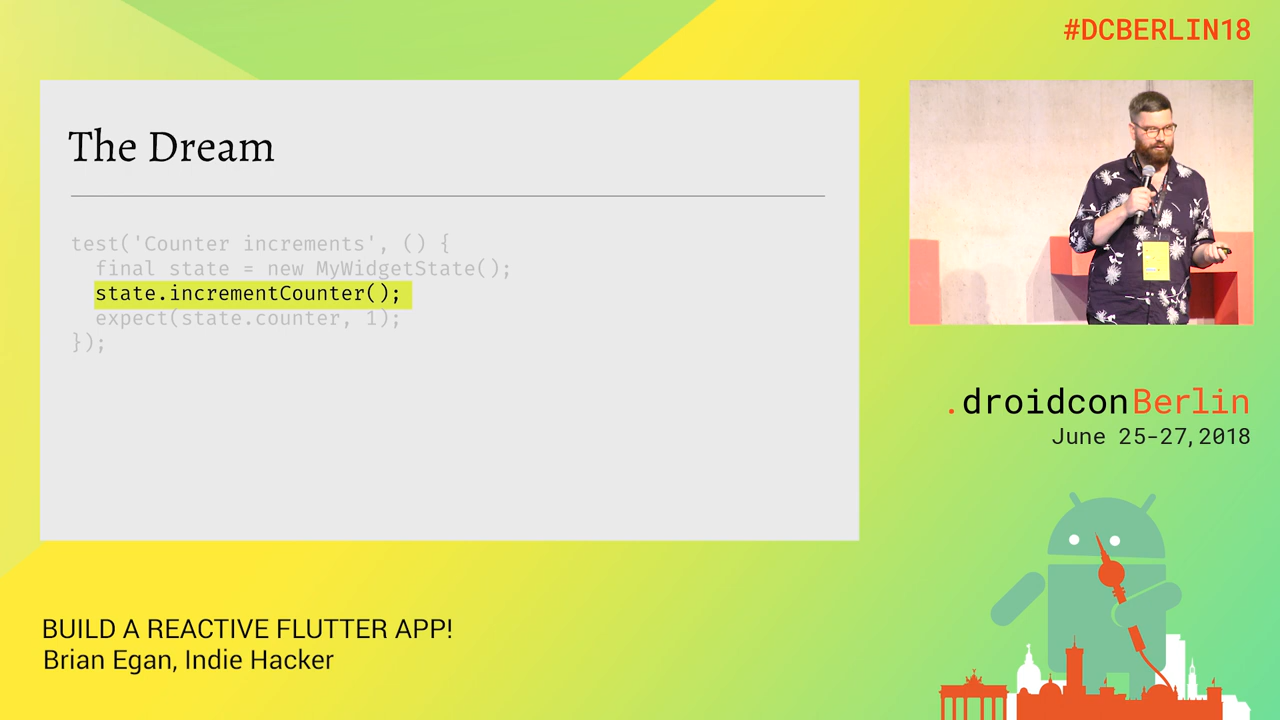 #DCBERLIN18
The Dream
test('Counter increments', () {
  final state = new MyWidgetState();
  state.incrementCounter();
  expect(state.counter, 1);
});
.droidconBerlin
June 25-27,2018
BUILD A REACTIVE FLUTTER APP!
Brian Egan, Indie Hacker